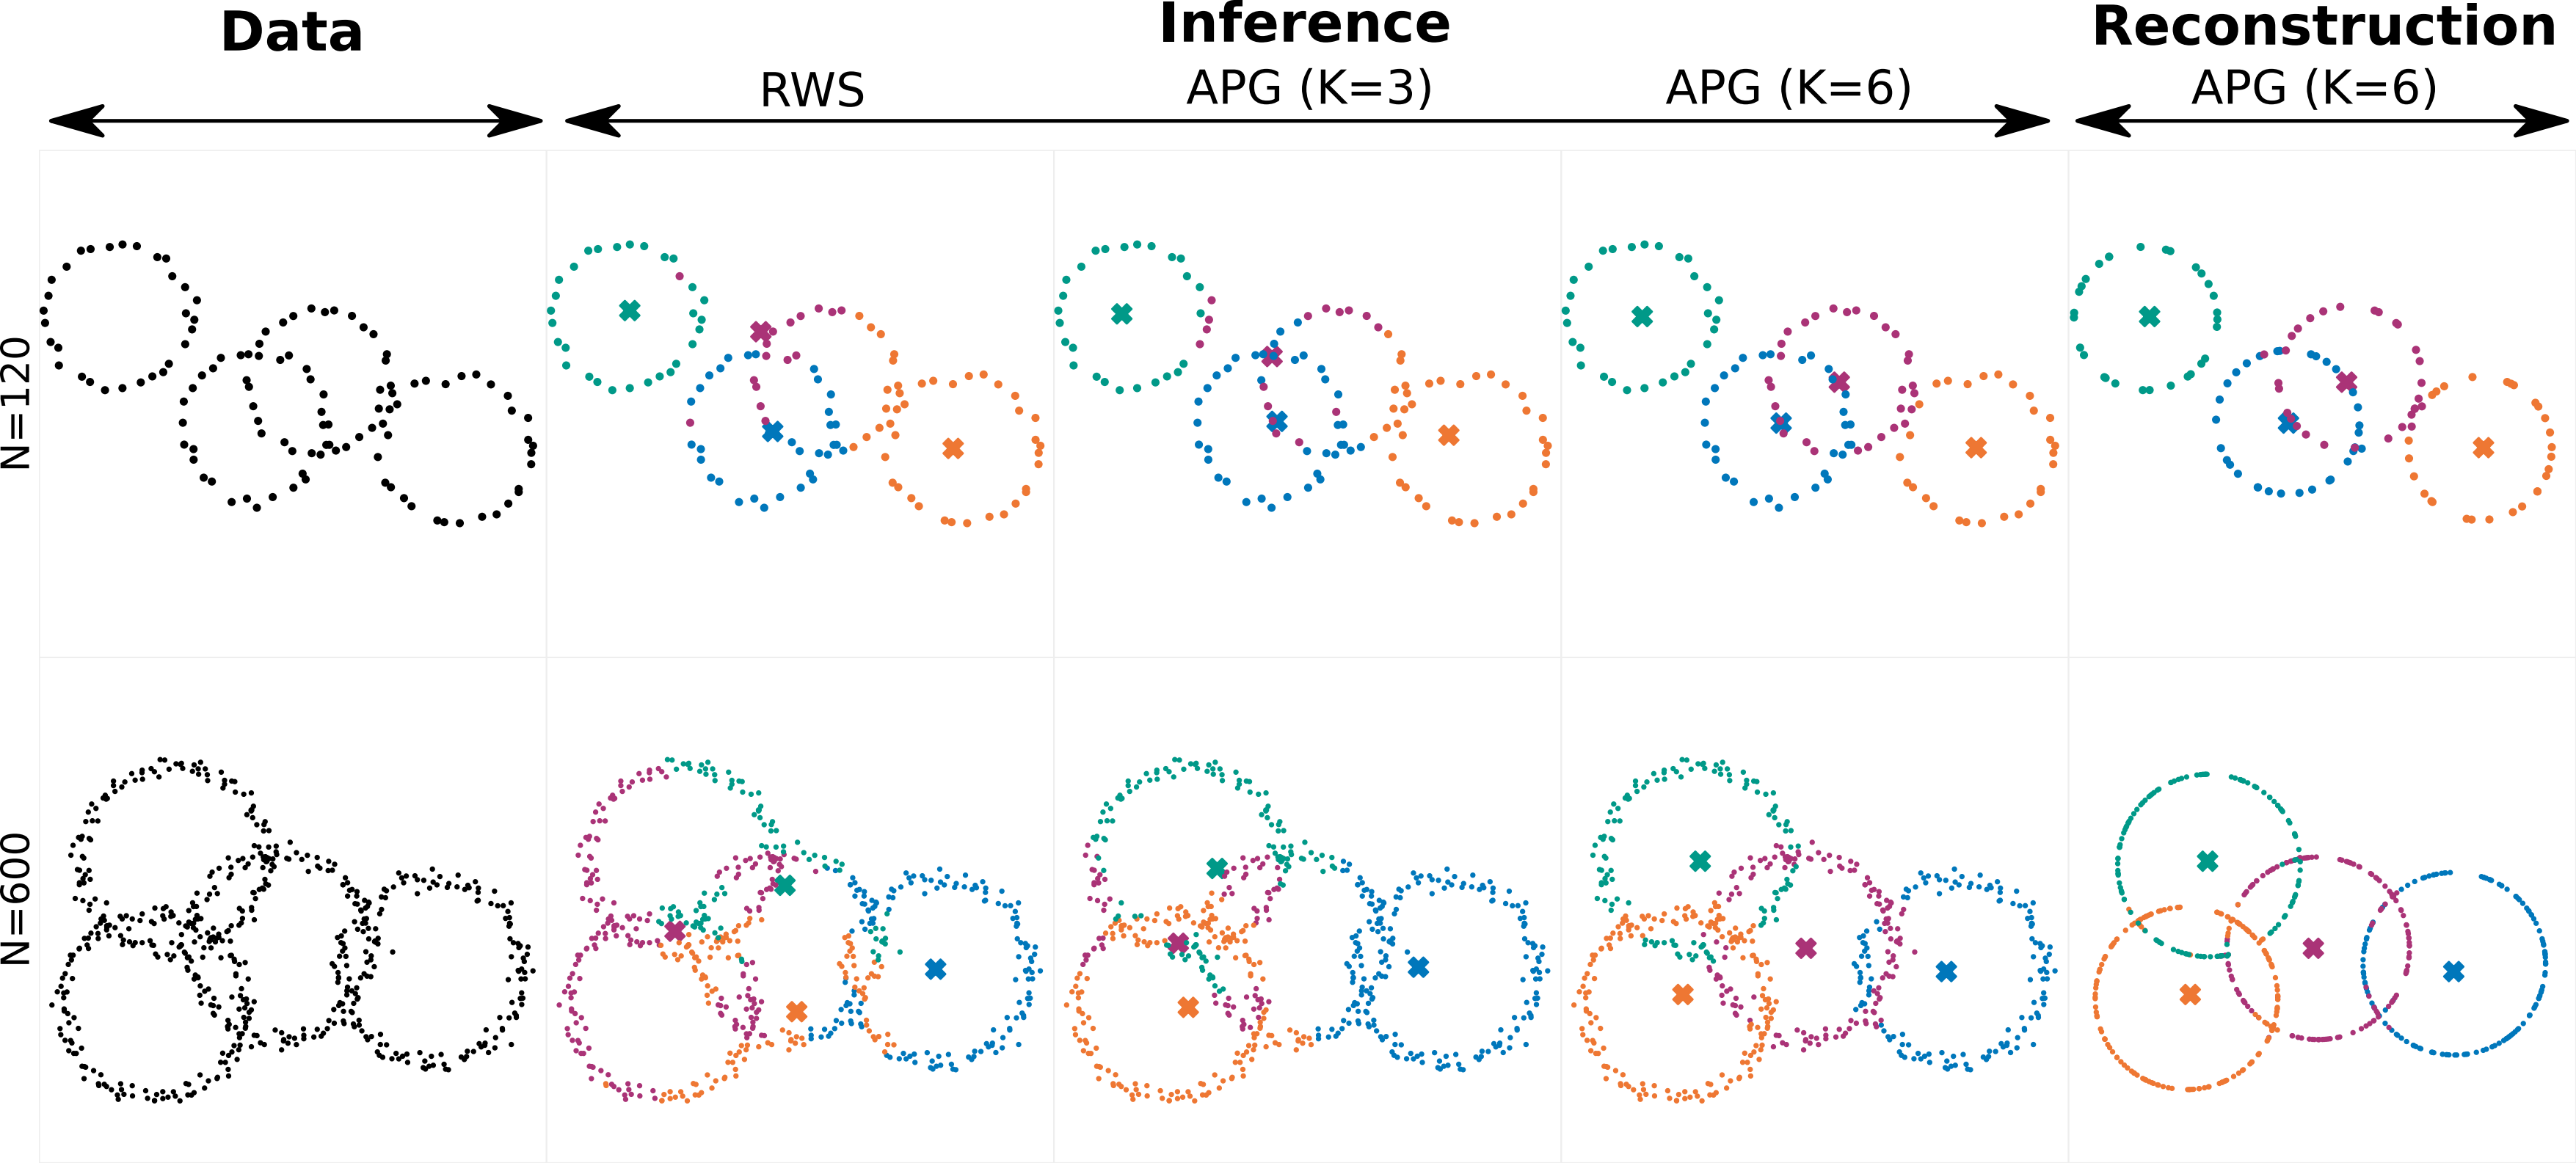 Data
Inference
Reconstruction
RWS
APG (K=3)
APG (K=6)
APG (K=6)
N=120
N=600